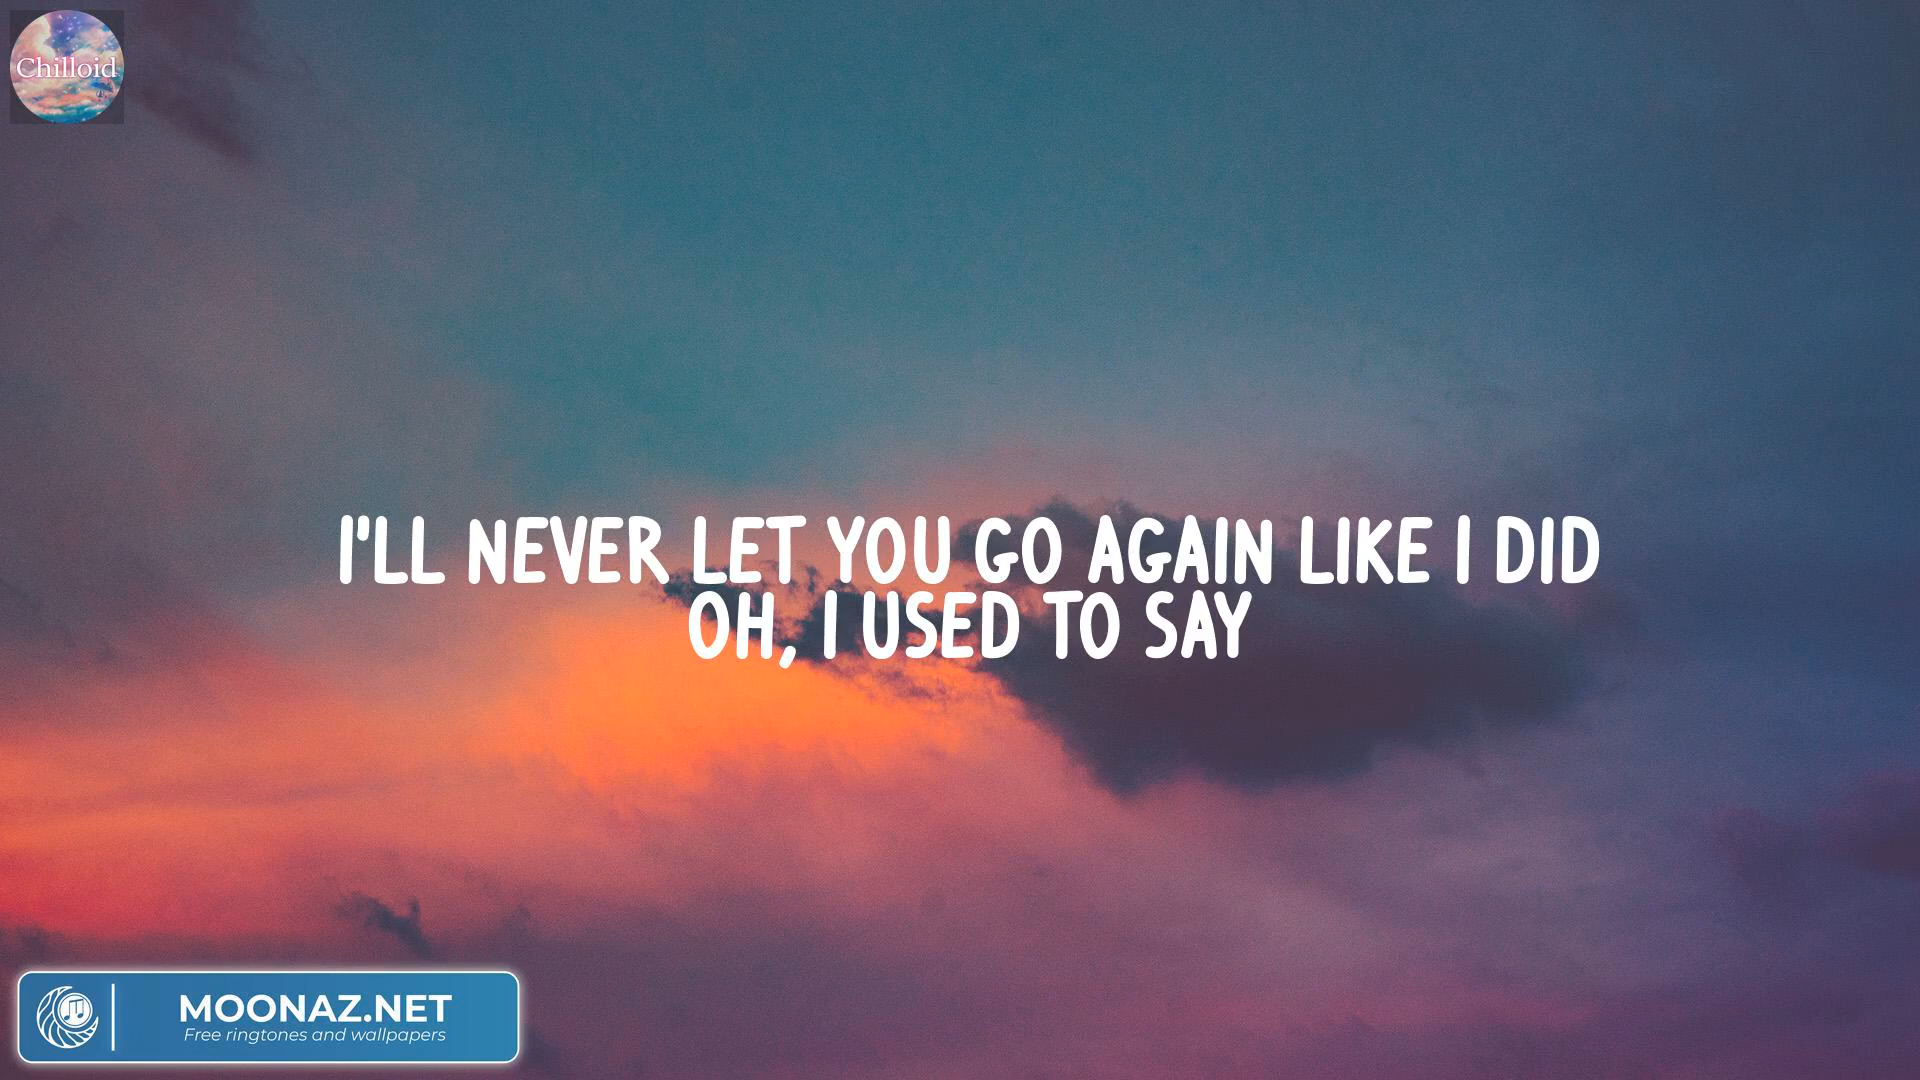 Chilloid
I'LL NEVER LET YOU GO AGAIN LIKE I DID
OH, I USED TO SAY
MOONAZ.NET
Free ringtones and wallpapers